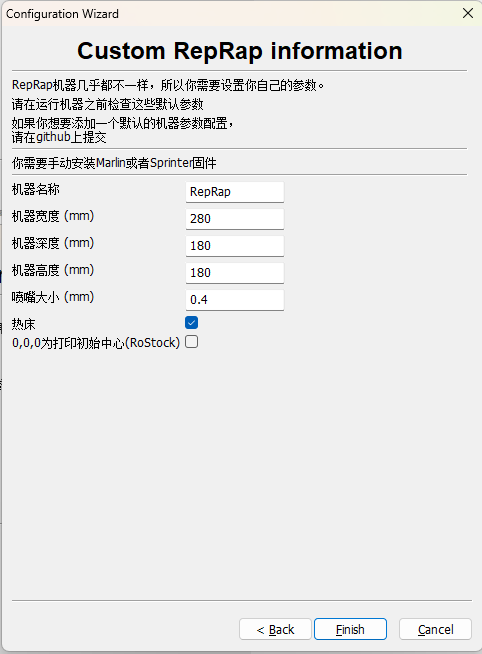 Configuration Wizard
Custom RepRap information
RepRap机器几乎都不一样，所以你需要设置你自己的参数。
请在运行机器之前检查这些默认参数
如果你想要添加一个默认的机器参数配置，
请在github上提交
你需要手动安装Marlin或者Sprinter固件
机器名称 RepRap
机器宽度 (mm) 280
机器深度 (mm) 180
机器高度 (mm) 180
喷嘴大小 (mm) 0.4
热床
0,0,0为打印初始中心(RoStock)
< Back Finish Cancel